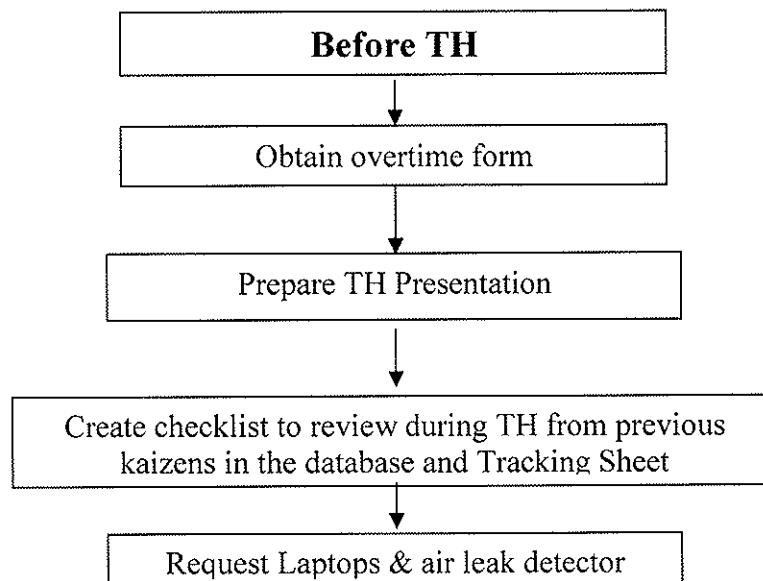 Before TH
Obtain overtime form
Prepare TH Presentation
Create checklist to review during TH from previous
kaizens in the database and Tracking Sheet
Request Laptops & air leak detector